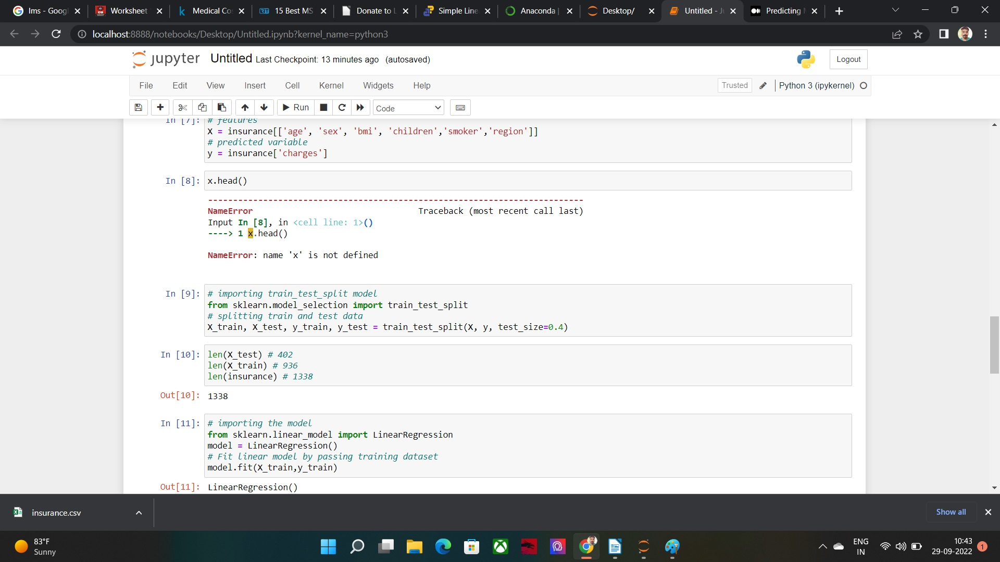 Ims - Googl
Worksheet
Medical Co
15 Best MS
Donate to L
Simple Line
Anaconda |
Desktop/
Untitled - J
Predicting
localhost:8888/notebooks/Desktop/Untitled.ipynb?kernel_name=python3
jupyter Untitled Last Checkpoint: 13 minutes ago (autosaved)
Logout
File Edit View Insert Cell Kernel Widgets Help
Trusted
Python 3 (ipykernel)
Run
Code
In [7]: # features
X = insurance[['age', 'sex', 'bmi', 'children','smoker','region']]
# predicted variable
y = insurance['charges']
In [8]: x.head()
---------------------------------------------------------------------------
NameError Traceback (most recent call last)
Input In [8], in <cell line: 1>()
----> 1 x.head()
NameError: name 'x' is not defined
In [9]: # importing train_test_split model
from sklearn.model_selection import train_test_split
# splitting train and test data
X_train, X_test, y_train, y_test = train_test_split(X, y, test_size=0.4)
In [10]: len(X_test) # 402
len(X_train) # 936
len(insurance) # 1338
Out[10]: 1338
In [11]: # importing the model
from sklearn.linear_model import LinearRegression
model = LinearRegression()
# Fit linear model by passing training dataset
model.fit(X_train,y_train)
Out[11]: LinearRegression()
insurance.csv
Show all
83°F
Sunny
ENG
IN
10:43
29-09-2022
1